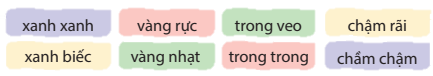 xanh xanh vàng rực trong veo chậm rãi
xanh biếc vàng nhạt trong trong chầm chậm